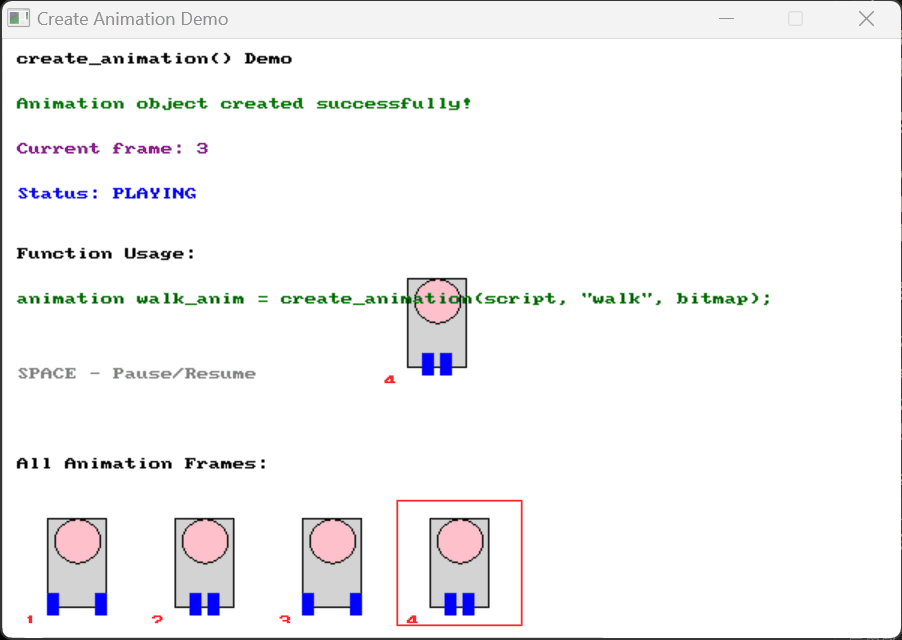 Create Animation Demo
create_animation() Demo
Animation object created successfully!
Current frame: 3
Status: PLAYING
Function Usage:
animation walk_anim = create_animation(script, "walk", bitmap);
SPACE - Pause/Resume
4
All Animation Frames:
1 2 3 4